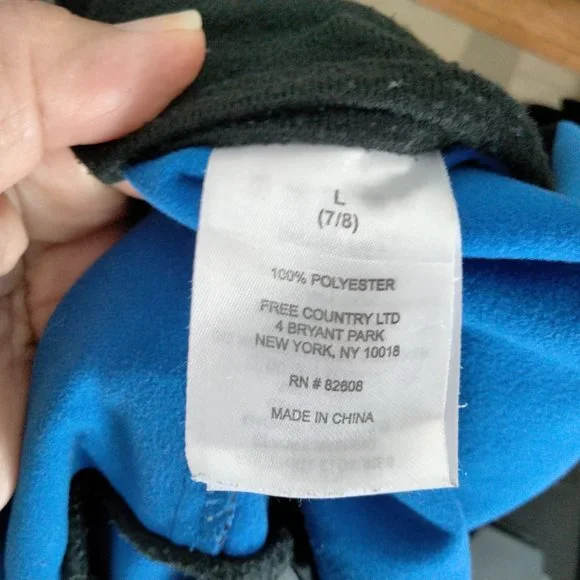 L
(7/8)
100% POLYESTER
FREE COUNTRY LTD
4 BRYANT PARK
NEW YORK, NY 10018
RN # 82608
MADE IN CHINA